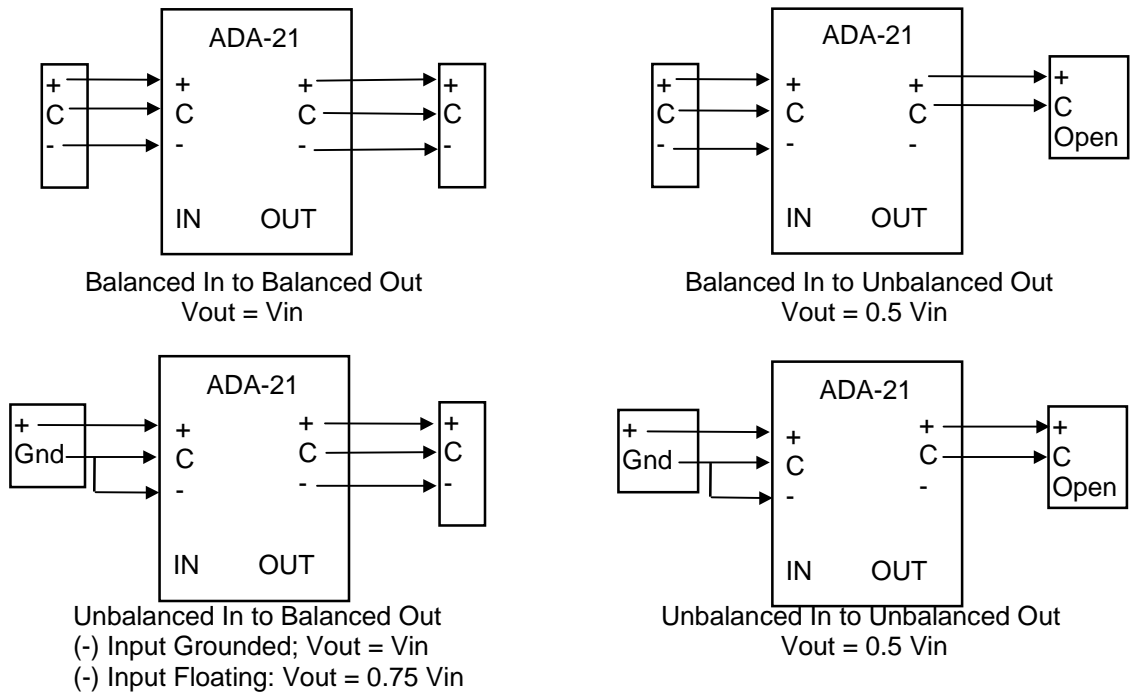 ADA-21
+ + + +
C C C C
- - - -
IN OUT
Balanced In to Balanced Out
Vout = Vin
ADA-21
+ + + +
C C C C
- - - Open
IN OUT
Balanced In to Unbalanced Out
Vout = 0.5 Vin
ADA-21
+ + + +
Gnd C C C
- - -
IN OUT
Unbalanced In to Balanced Out
(-) Input Grounded; Vout = Vin
(-) Input Floating: Vout = 0.75 Vin
ADA-21
+ + + +
Gnd C C C
- - Open
IN OUT
Unbalanced In to Unbalanced Out
Vout = 0.5 Vin